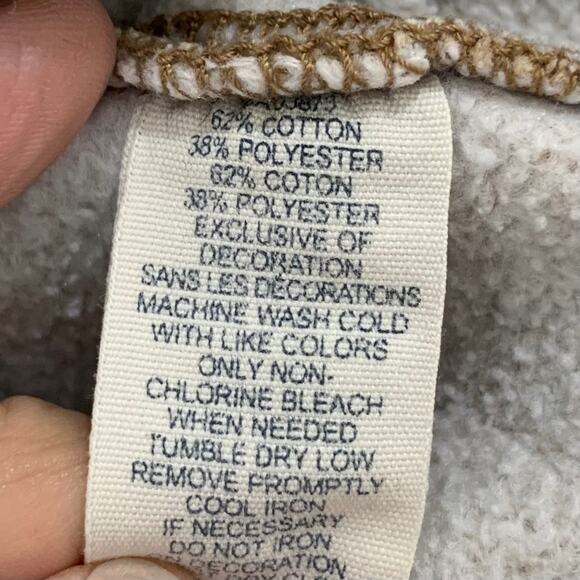 62% COTTON
38% POLYESTER
62% COTON
38% POLYESTER
EXCLUSIVE OF
DECORATION
SANS LES DECORATIONS
MACHINE WASH COLD
WITH LIKE COLORS
ONLY NON-
CHLORINE BLEACH
WHEN NEEDED
TUMBLE DRY LOW
REMOVE PROMPTLY
COOL IRON
IF NECESSARY
DO NOT IRON
DECORATION
DRY